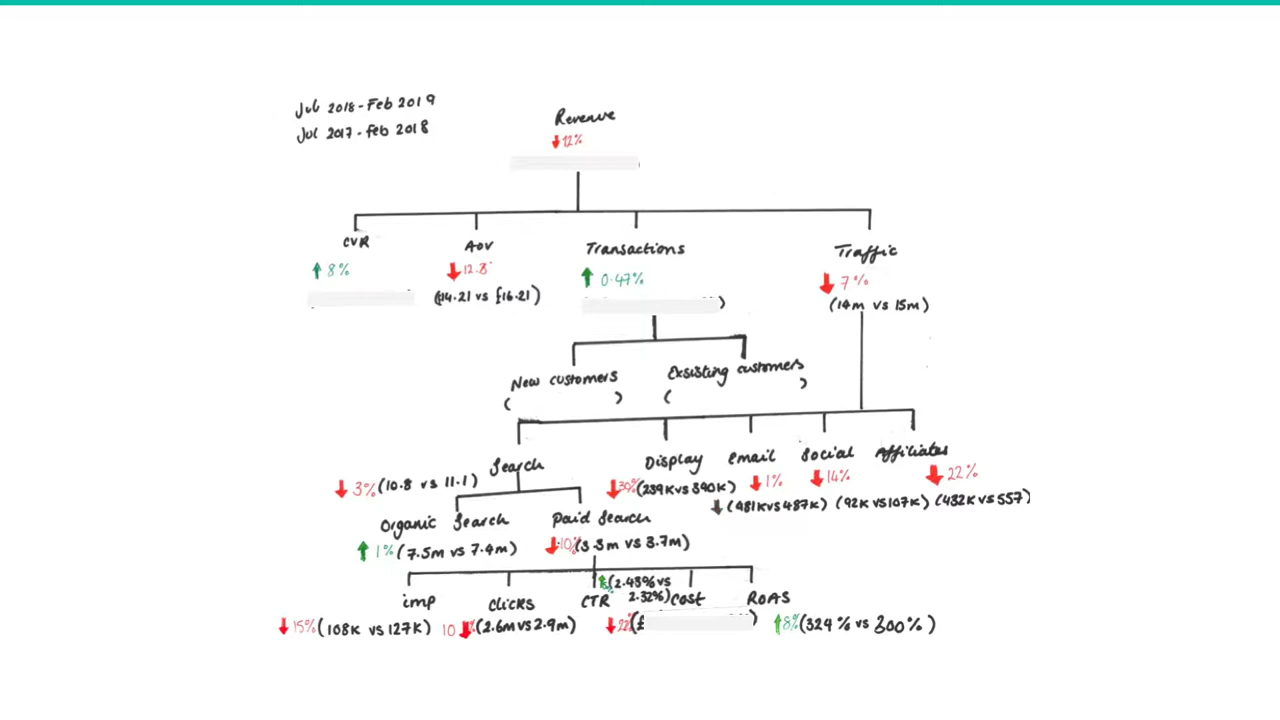 Jul 2018 - Feb 2019
Jul 2017 - Feb 2018
Revenue
12%
CVR
AOV
Transactions
Traffic
8%
12.8
0.47%
7%
(£14.21 vs £16.21)
)
(14m vs 15m)
New customers
Exsisting customers
( )
( )
Search
Display
email
Social
Affiliates
3% (10.8 vs 11.1)
30% (239K vs 390K)
1%
14%
22%
(481K vs 487K)
(92K vs 107K)
(432K vs 557)
Organic Search
Paid Search
1% (7.5m vs 7.4m)
10% (3.3m vs 3.7m)
(2.43% vs
2.32%)
imp
clicks
CTR
Cost
ROAS
15% (108K vs 127K)
10% (2.6m vs 2.9m)
22% (£ )
8% (324% vs 300%)